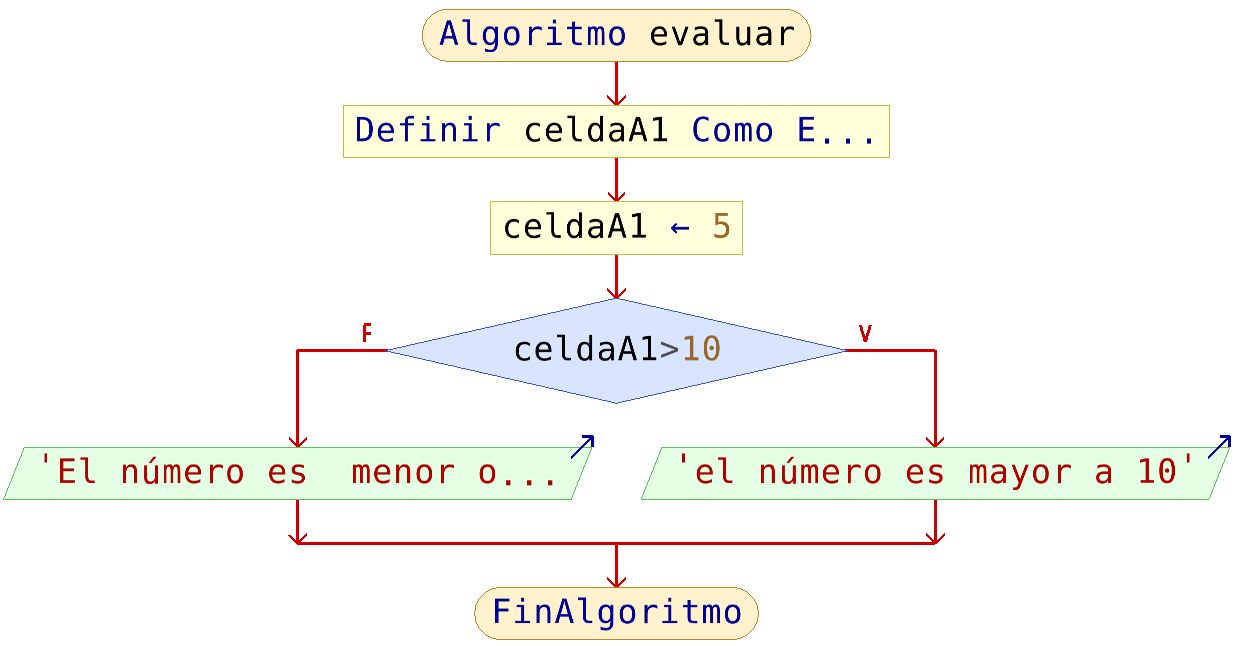 Algoritmo evaluar
Definir celdaA1 Como E...
celdaA1 ← 5
F
celdaA1>10
V
'El número es  menor o...
'el número es mayor a 10'
FinAlgoritmo